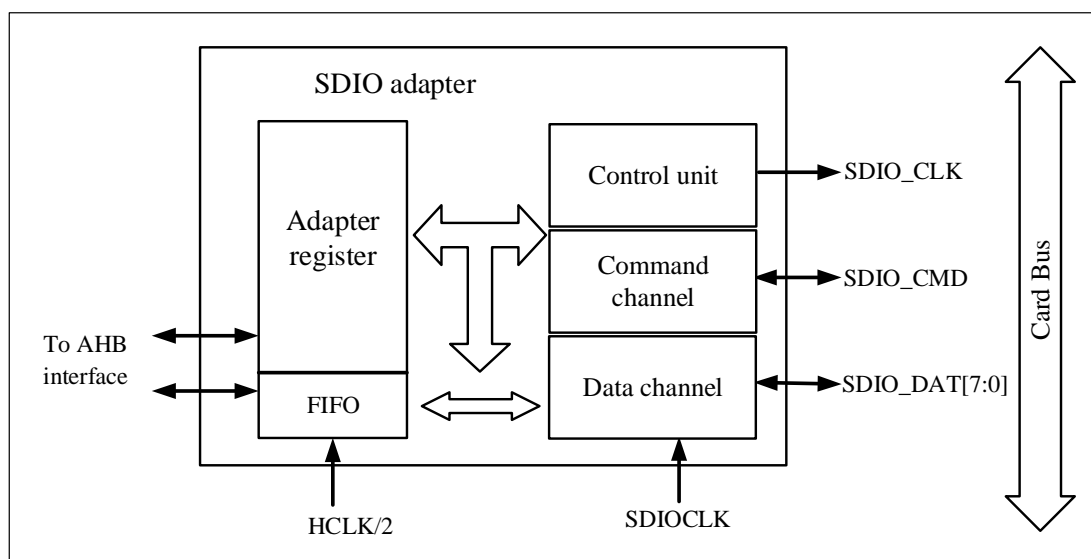 SDIO adapter
Adapter
register
FIFO
Control unit
Command
channel
Data channel
To AHB
interface
SDIO_CLK
SDIO_CMD
SDIO_DAT[7:0]
HCLK/2
SDIOCLK
Card Bus